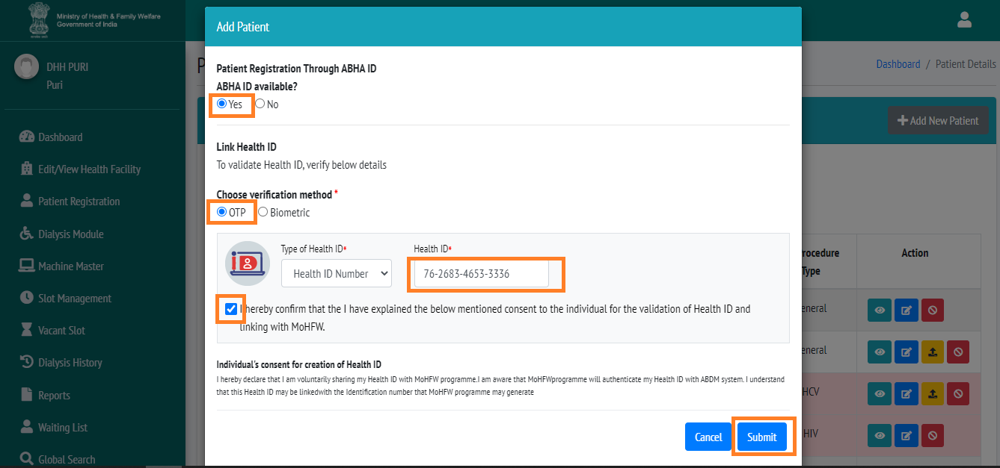 Ministry of Health & Family Welfare
Government of India
DHH PURI
Puri
Dashboard
Edit/View Health Facility
Patient Registration
Dialysis Module
Machine Master
Slot Management
Vacant Slot
Dialysis History
Reports
Waiting List
Global Search
Add Patient
Patient Registration Through ABHA ID
ABHA ID available?
Yes No
Link Health ID
To validate Health ID, verify below details
Choose verification method *
OTP Biometric
Type of Health ID* Health ID*
Health ID Number 76-2683-4653-3336
I hereby confirm that the I have explained the below mentioned consent to the individual for the validation of Health ID and
linking with MoHFW.
Individual's consent for creation of Health ID
I hereby declare that I am voluntarily sharing my Health ID with MoHFW programme.I am aware that MoHFWprogramme will authenticate my Health ID with ABDM system. I understand
that this Health ID may be linkedwith the Identification number that MoHFW programme may generate
Cancel Submit
Dashboard / Patient Details
Add New Patient
Action
Type
HCV
HIV